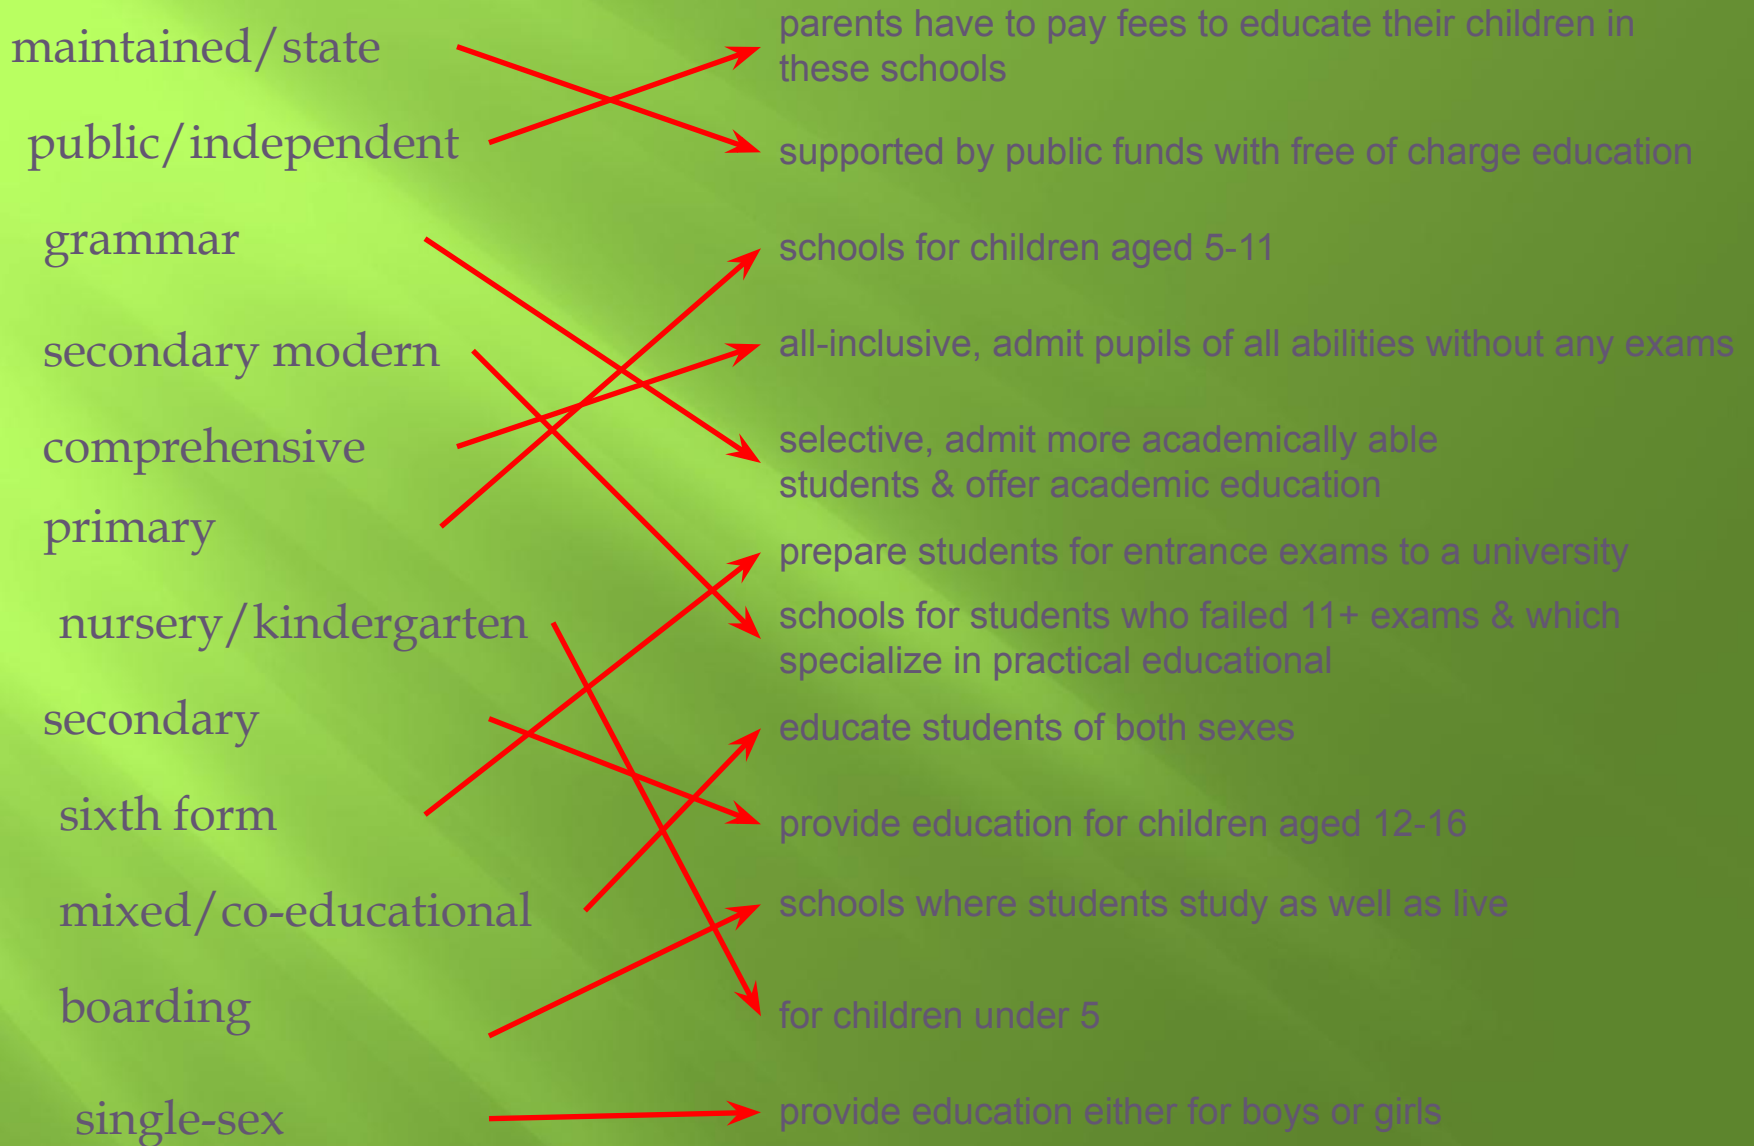 maintained/state
public/independent
grammar
secondary modern
comprehensive
primary
nursery/kindergarten
secondary
sixth form
mixed/co-educational
boarding
single-sex
parents have to pay fees to educate their children in
these schools
supported by public funds with free of charge education
schools for children aged 5-11
all-inclusive, admit pupils of all abilities without any exams
selective, admit more academically able
students & offer academic education
prepare students for entrance exams to a university
schools for students who failed 11+ exams & which
specialize in practical educational
educate students of both sexes
provide education for children aged 12-16
schools where students study as well as live
for children under 5
provide education either for boys or girls